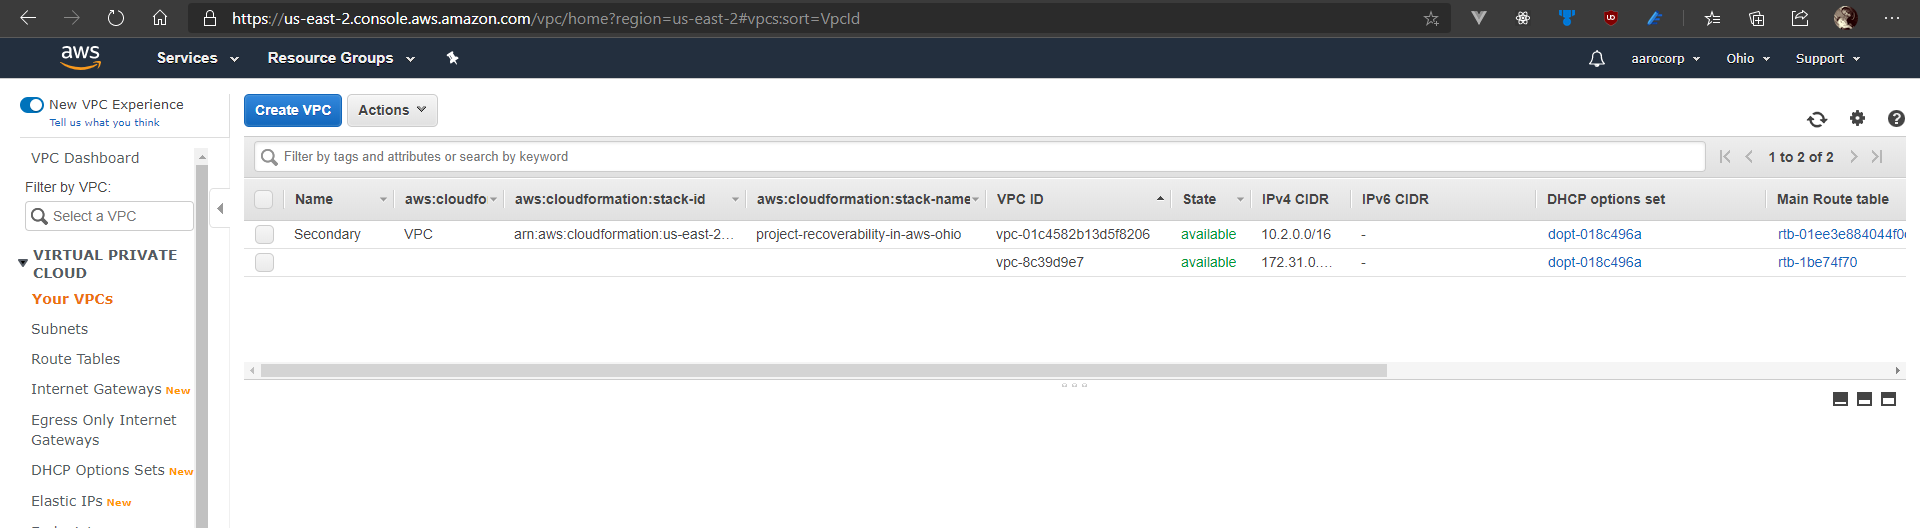 https://us-east-2.console.aws.amazon.com/vpc/home?region=us-east-2#vpcs:sort=VpcId
aws Services Resource Groups aarocorp Ohio Support
New VPC Experience
Tell us what you think
VPC Dashboard
Filter by VPC:
Select a VPC
VIRTUAL PRIVATE
CLOUD
Your VPCs
Subnets
Route Tables
Internet Gateways New
Egress Only Internet
Gateways
DHCP Options Sets New
Elastic IPs New
Create VPC Actions
Filter by tags and attributes or search by keyword 1 to 2 of 2
Name aws:cloudfo aws:cloudformation:stack-id aws:cloudformation:stack-name VPC ID State IPv4 CIDR IPv6 CIDR DHCP options set Main Route table
Secondary VPC arn:aws:cloudformation:us-east-2... project-recoverability-in-aws-ohio vpc-01c4582b13d5f8206 available 10.2.0.0/16 - dopt-018c496a rtb-01ee3e884044f0
vpc-8c39d9e7 available 172.31.0.... - dopt-018c496a rtb-1be74f70